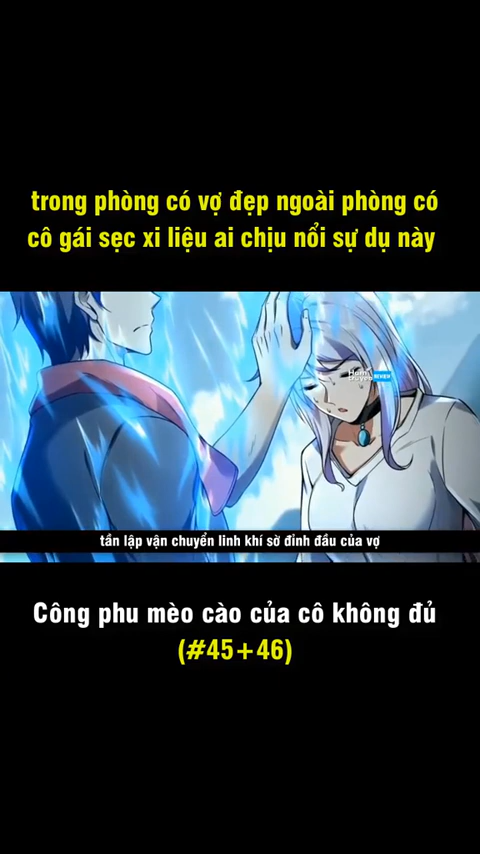 trong phòng có vợ đẹp ngoài phòng có
cô gái sẹc xi liệu ai chịu nổi sự dụ này
Huyền
REVIEW
tần lập vận chuyển linh khí sờ đỉnh đầu của vợ
Công phu mèo cào của cô không đủ
(#45+46)